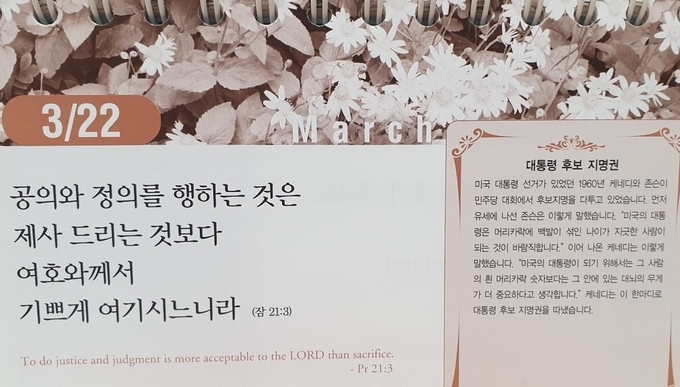 3/22
March
공의와 정의를 행하는 것은
제사 드리는 것보다
여호와께서
기쁘게 여기시느니라 (잠 21:3)
To do justice and judgment is more acceptable to the LORD than sacrifice.
- Pr 21:3
대통령 후보 지명권
미국 대통령 선거가 있었던 1960년 케네디와 존슨이
민주당 대회에서 후보지명을 다투고 있었습니다. 먼저
유세에 나선 존슨은 이렇게 말했습니다. “미국의 대통
령은 머리카락에 백발이 섞인 나이가 지긋한 사람이
되는 것이 바람직합니다.” 이어 나온 케네디는 이렇게
말했습니다. “미국의 대통령이 되기 위해서는 그 사람
의 흰 머리카락 숫자보다는 그 안에 있는 대뇌의 무게
가 더 중요하다고 생각합니다.” 케네디는 이 한마디로
대통령 후보 지명권을 따냈습니다.